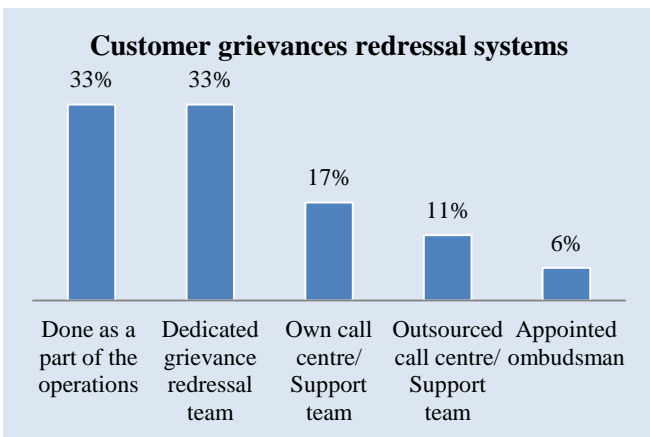 Customer grievances redressal systems
33%
33%
17%
11%
6%
Done as a
part of the
operations
Dedicated
grievance
redressal
team
Own call
centre/
Support
team
Outsourced
call centre/
Support
team
Appointed
ombudsman